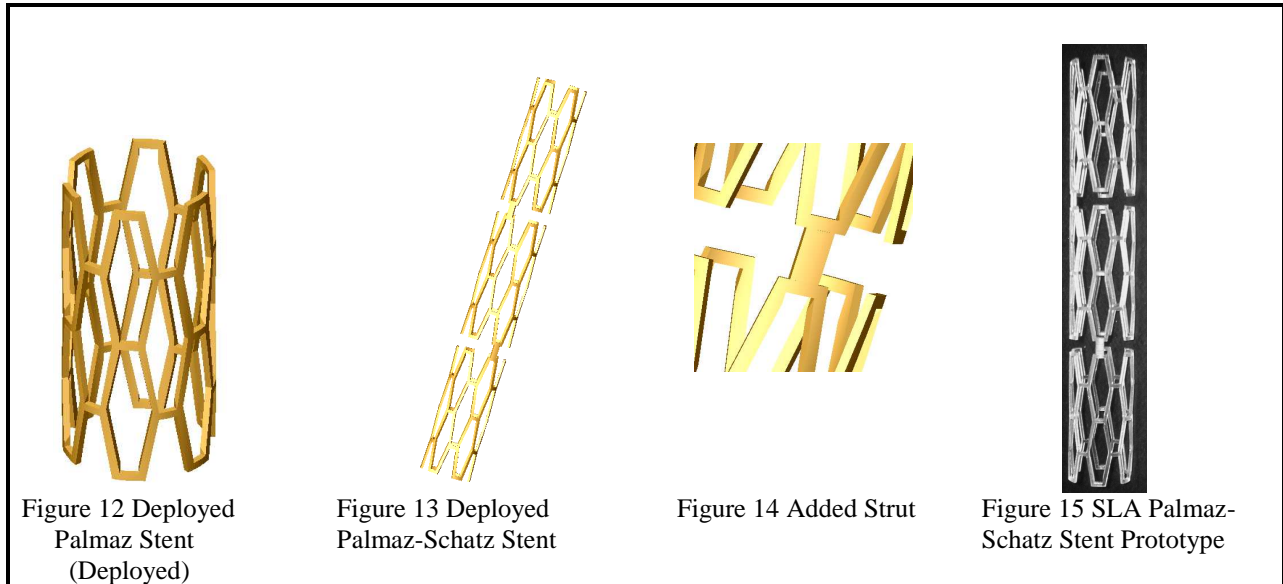 Figure 12 Deployed
Palmaz Stent
(Deployed)
Figure 13 Deployed
Palmaz-Schatz Stent
Figure 14 Added Strut
Figure 15 SLA Palmaz-
Schatz Stent Prototype